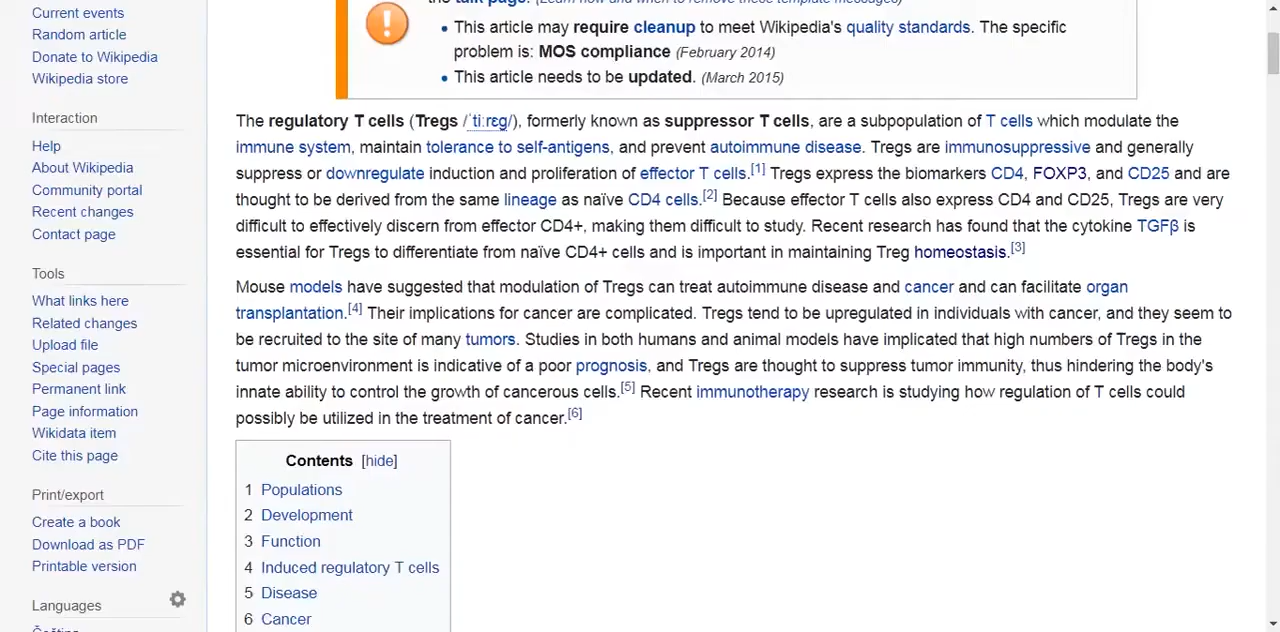 Current events
Random article
Donate to Wikipedia
Wikipedia store
Interaction
Help
About Wikipedia
Community portal
Recent changes
Contact page
Tools
What links here
Related changes
Upload file
Special pages
Permanent link
Page information
Wikidata item
Cite this page
Print/export
Create a book
Download as PDF
Printable version
Languages
Čeština
the talk page. (Learn how and when to remove these template messages)
• This article may require cleanup to meet Wikipedia's quality standards. The specific
problem is: MOS compliance (February 2014)
• This article needs to be updated. (March 2015)
The regulatory T cells (Tregs /ˈtiːrɛɡ/), formerly known as suppressor T cells, are a subpopulation of T cells which modulate the
immune system, maintain tolerance to self-antigens, and prevent autoimmune disease. Tregs are immunosuppressive and generally
suppress or downregulate induction and proliferation of effector T cells.[1] Tregs express the biomarkers CD4, FOXP3, and CD25 and are
thought to be derived from the same lineage as naïve CD4 cells.[2] Because effector T cells also express CD4 and CD25, Tregs are very
difficult to effectively discern from effector CD4+, making them difficult to study. Recent research has found that the cytokine TGFβ is
essential for Tregs to differentiate from naïve CD4+ cells and is important in maintaining Treg homeostasis.[3]
Mouse models have suggested that modulation of Tregs can treat autoimmune disease and cancer and can facilitate organ
transplantation.[4] Their implications for cancer are complicated. Tregs tend to be upregulated in individuals with cancer, and they seem to
be recruited to the site of many tumors. Studies in both humans and animal models have implicated that high numbers of Tregs in the
tumor microenvironment is indicative of a poor prognosis, and Tregs are thought to suppress tumor immunity, thus hindering the body's
innate ability to control the growth of cancerous cells.[5] Recent immunotherapy research is studying how regulation of T cells could
possibly be utilized in the treatment of cancer.[6]
Contents [hide]
1 Populations
2 Development
3 Function
4 Induced regulatory T cells
5 Disease
6 Cancer